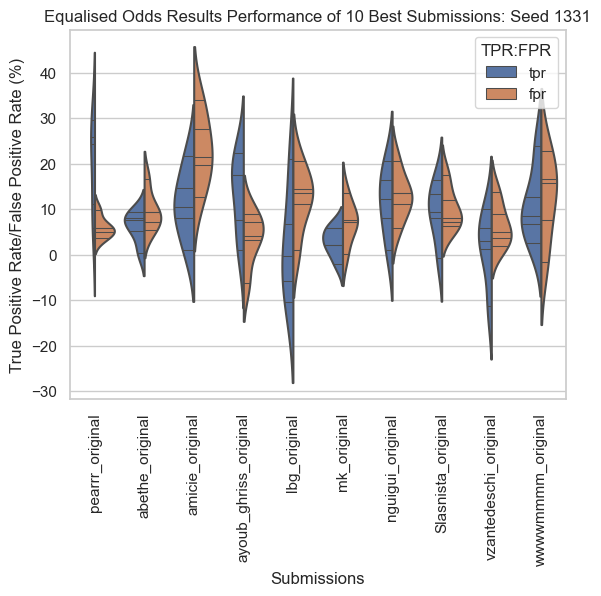 Equalised Odds Results Performance of 10 Best Submissions: Seed 1331
True Positive Rate/False Positive Rate (%)
40
30
20
10
0
−10
−20
−30
TPR:FPR
tpr
fpr
pearrr_original
abethe_original
amicie_original
ayoub_ghriss_original
lbg_original
mk_original
nguigui_original
Slasnista_original
vzantedeschi_original
wwwwmmmm_original
Submissions